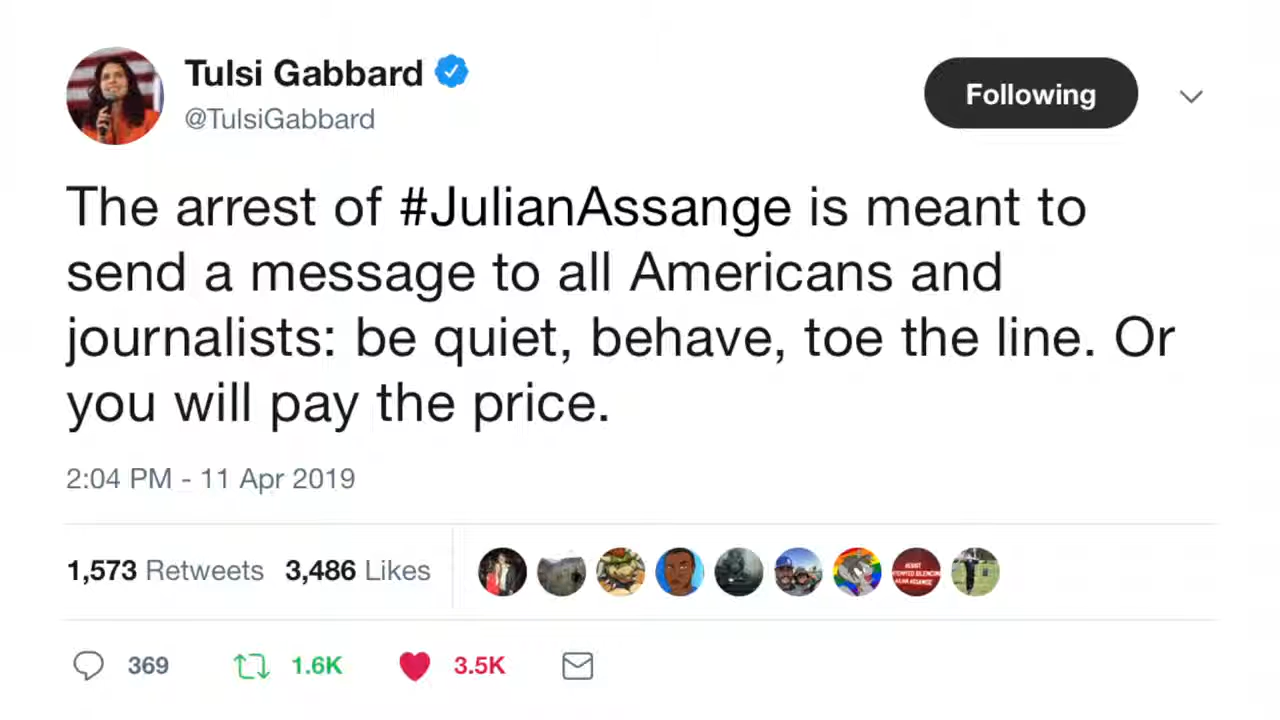 Tulsi Gabbard
@TulsiGabbard
Following
The arrest of #JulianAssange is meant to
send a message to all Americans and
journalists: be quiet, behave, toe the line. Or
you will pay the price.
2:04 PM - 11 Apr 2019
1,573 Retweets 3,486 Likes
369 1.6K 3.5K